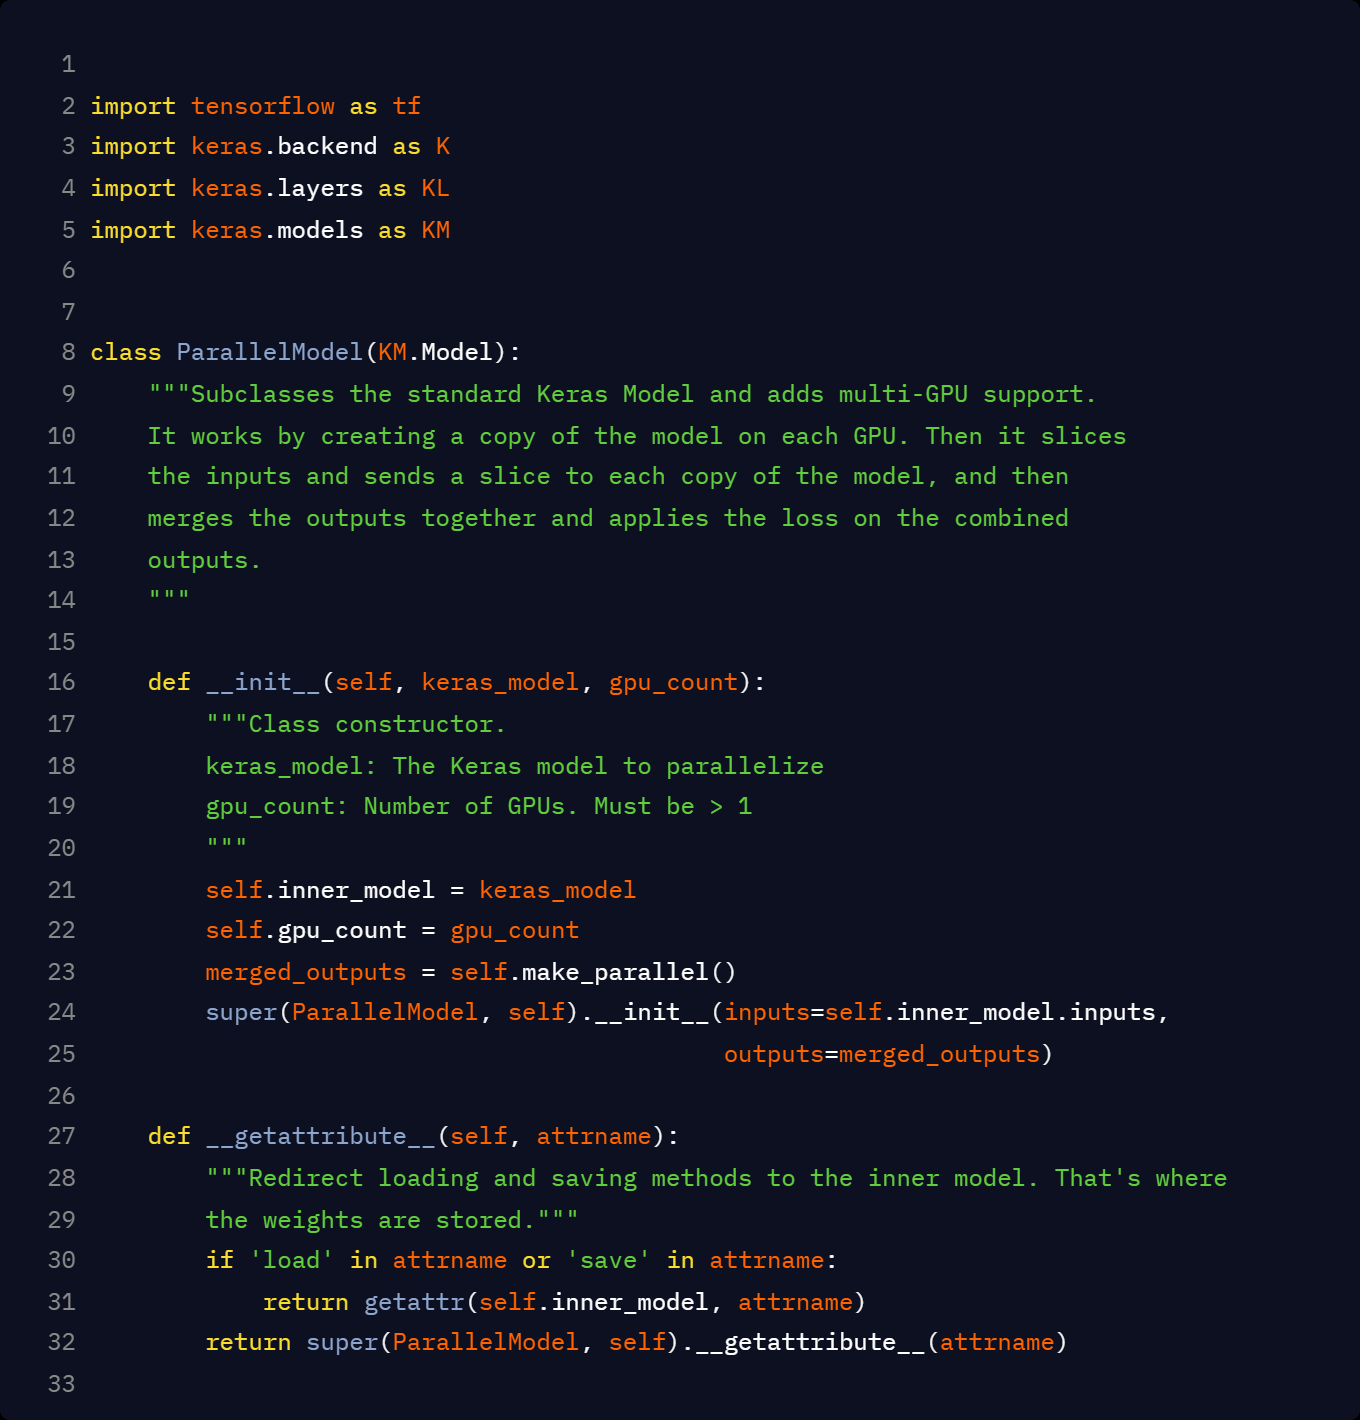 1
2 import tensorflow as tf
3 import keras.backend as K
4 import keras.layers as KL
5 import keras.models as KM
6
7
8 class ParallelModel(KM.Model):
9     """Subclasses the standard Keras Model and adds multi-GPU support.
10     It works by creating a copy of the model on each GPU. Then it slices
11     the inputs and sends a slice to each copy of the model, and then
12     merges the outputs together and applies the loss on the combined
13     outputs.
14     """
15
16     def __init__(self, keras_model, gpu_count):
17         """Class constructor.
18         keras_model: The Keras model to parallelize
19         gpu_count: Number of GPUs. Must be > 1
20         """
21         self.inner_model = keras_model
22         self.gpu_count = gpu_count
23         merged_outputs = self.make_parallel()
24         super(ParallelModel, self).__init__(inputs=self.inner_model.inputs,
25                                             outputs=merged_outputs)
26
27     def __getattribute__(self, attrname):
28         """Redirect loading and saving methods to the inner model. That's where
29         the weights are stored."""
30         if 'load' in attrname or 'save' in attrname:
31             return getattr(self.inner_model, attrname)
32         return super(ParallelModel, self).__getattribute__(attrname)
33